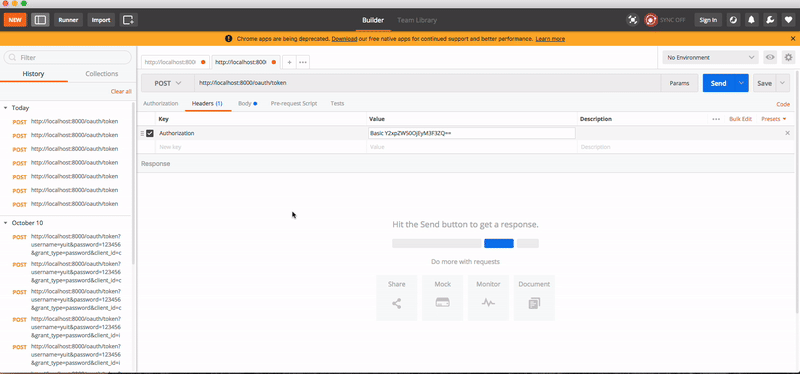 NEW
Runner
Import
Builder
Team Library
SYNC OFF
Sign In
Chrome apps are being deprecated. Download our free native apps for continued support and better performance. Learn more
Filter
History
Collections
Clear all
Today
POST http://localhost:8000/oauth/token
POST http://localhost:8000/oauth/token
POST http://localhost:8000/oauth/token
POST http://localhost:8000/oauth/token
POST http://localhost:8000/oauth/token
POST http://localhost:8000/oauth/token
POST http://localhost:8000/oauth/token
October 10
POST http://localhost:8000/oauth/token?
username=yuit&password=123456
&grant_type=password&client_id=c
POST http://localhost:8000/oauth/token?
username=yuit&password=123456
&grant_type=password&client_id=c
POST http://localhost:8000/oauth/token?
username=yuit&password=123456
&grant_type=password&client_id=i
POST http://localhost:8000/oauth/token?
username=yuit&password=123456
&grant_type=password&client_id=i
POST http://localhost:8000/oauth/token?
username=yuit&password=123456
&grant_type=password&client_id=i
http://localhost:800
http://localhost:800
No Environment
POST
http://localhost:8000/oauth/token
Params
Send
Save
Authorization
Headers (1)
Body
Pre-request Script
Tests
Code
Key
Value
Description
Bulk Edit
Presets
Authorization
Basic Y2xpZW50OjEyM3F3ZQ==
New key
Value
Description
Response
Hit the Send button to get a response.
Do more with requests
Share
Mock
Monitor
Document